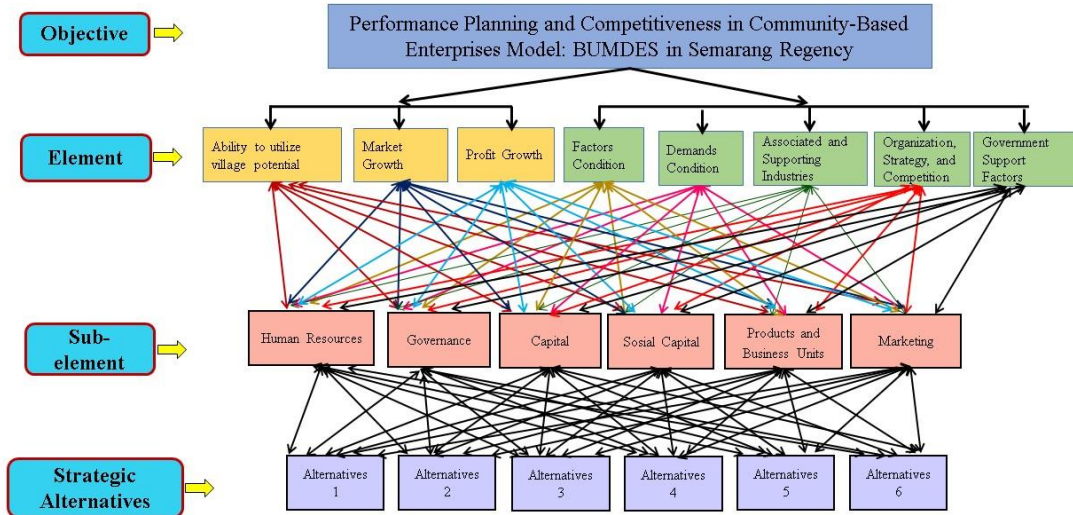 Objective
Performance Planning and Competitiveness in Community-Based
Enterprises Model: BUMDES in Semarang Regency
Element
Ability to utilize
village potential
Market
Growth
Profit Growth
Factors
Condition
Demands
Condition
Associated and
Supporting
Industries
Organization,
Strategy, and
Competition
Government
Support
Factors
Sub-
element
Human Resources
Governance
Capital
Sosial Capital
Products and
Business Units
Marketing
Strategic
Alternatives
Alternatives
1
Alternatives
2
Alternatives
3
Alternatives
4
Alternatives
5
Alternatives
6